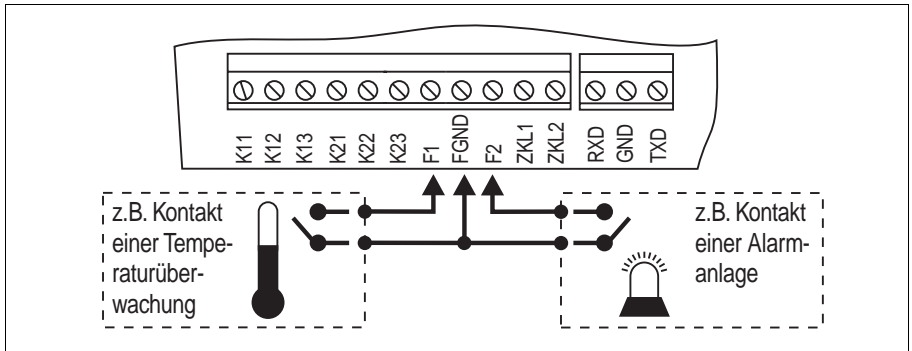 K11 K12 K13 K21 K22 K23 F1 FGND F2 ZKL1 ZKL2 RXD GND TXD
z.B. Kontakt
einer Tempe-
raturüber-
wachung
z.B. Kontakt
einer Alarm-
anlage